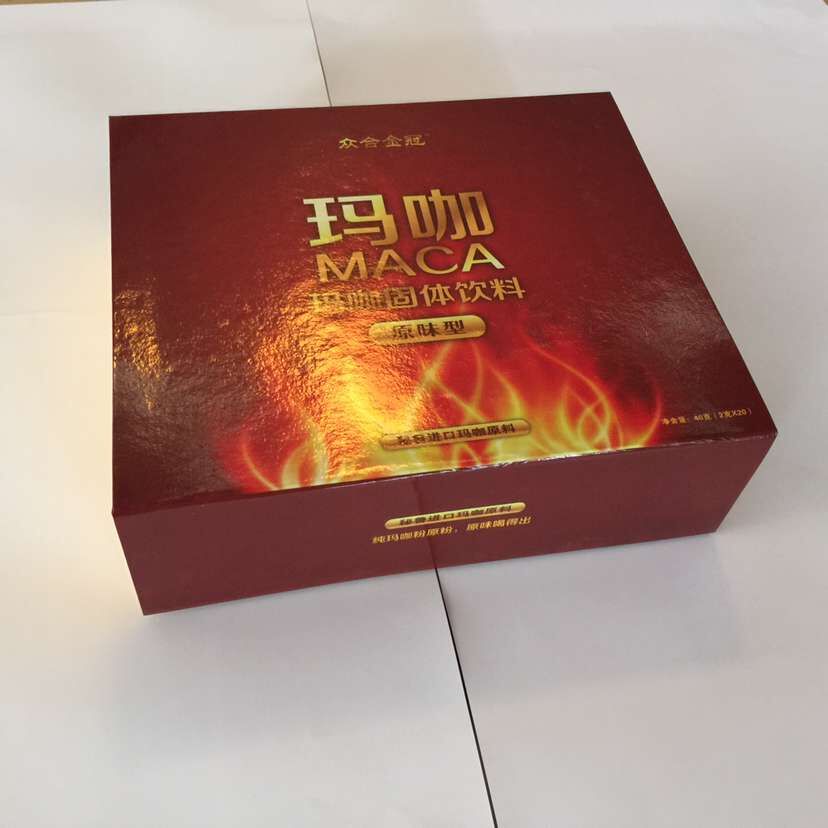 众合金冠
玛咖
MACA
玛咖固体饮料
原味型
秘鲁进口玛咖原料
净含量：40克（2克X20）
秘鲁进口玛咖原料
纯玛咖粉原粉，原味喝得出